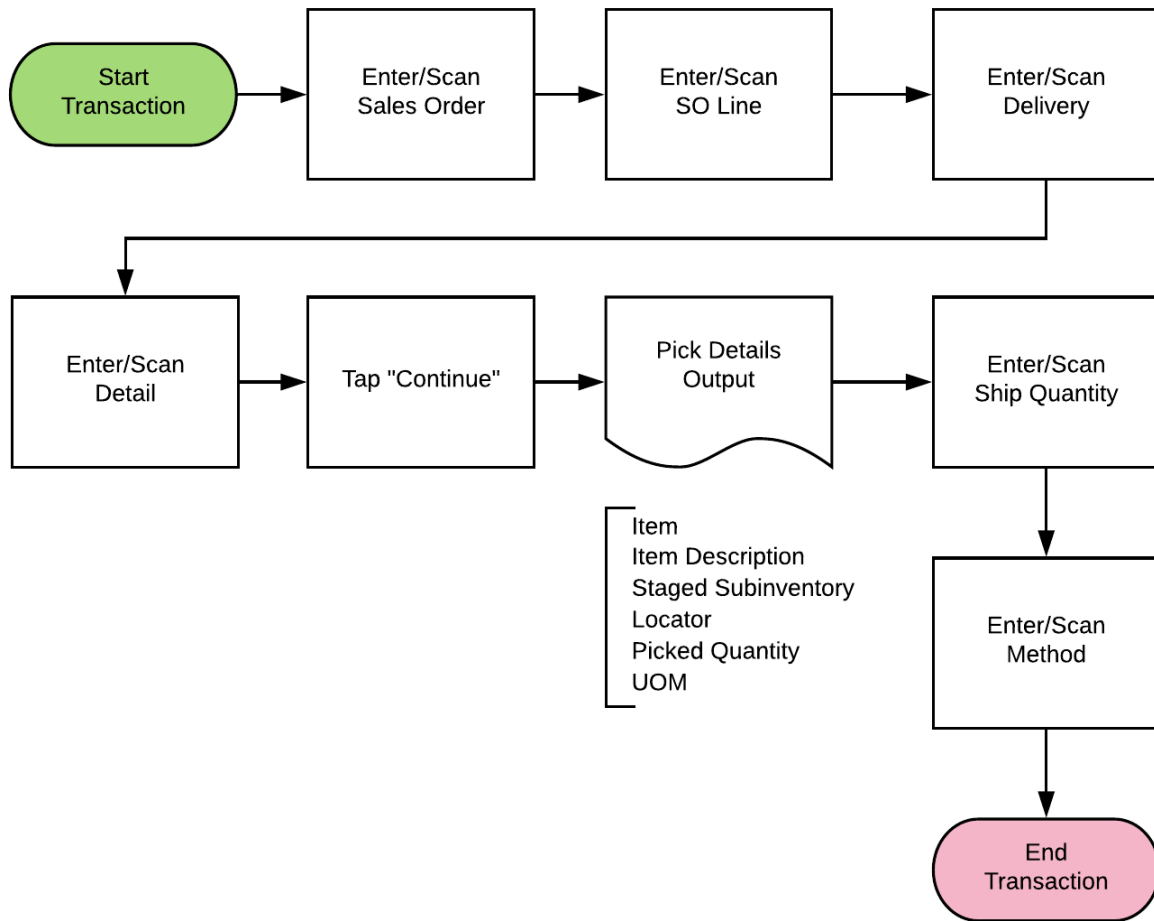 Start
Transaction
Enter/Scan
Sales Order
Enter/Scan
SO Line
Enter/Scan
Delivery
Enter/Scan
Detail
Tap "Continue"
Pick Details
Output
Enter/Scan
Ship Quantity
Item
Item Description
Staged Subinventory
Locator
Picked Quantity
UOM
Enter/Scan
Method
End
Transaction